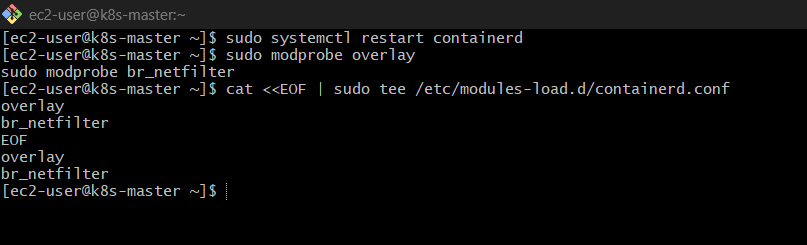 ec2-user@k8s-master:~
[ec2-user@k8s-master ~]$ sudo systemctl restart containerd
[ec2-user@k8s-master ~]$ sudo modprobe overlay
sudo modprobe br_netfilter
[ec2-user@k8s-master ~]$ cat <<EOF | sudo tee /etc/modules-load.d/containerd.conf
overlay
br_netfilter
EOF
overlay
br_netfilter
[ec2-user@k8s-master ~]$